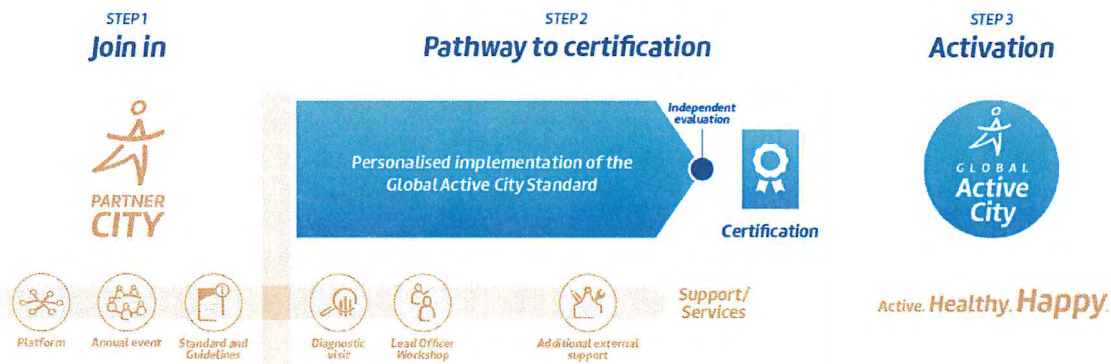 STEP 1
Join in
PARTNER
CITY
Platform
Annual event
Standard and
Guidelines
STEP 2
Pathway to certification
Personalised implementation of the
Global Active City Standard
independent
evaluation
Certification
Diagnostic
visit
Lead Officer
Workshop
Additional external
support
Support/
Services
STEP 3
Activation
GLOBAL
Active
City
Active. Healthy. Happy.